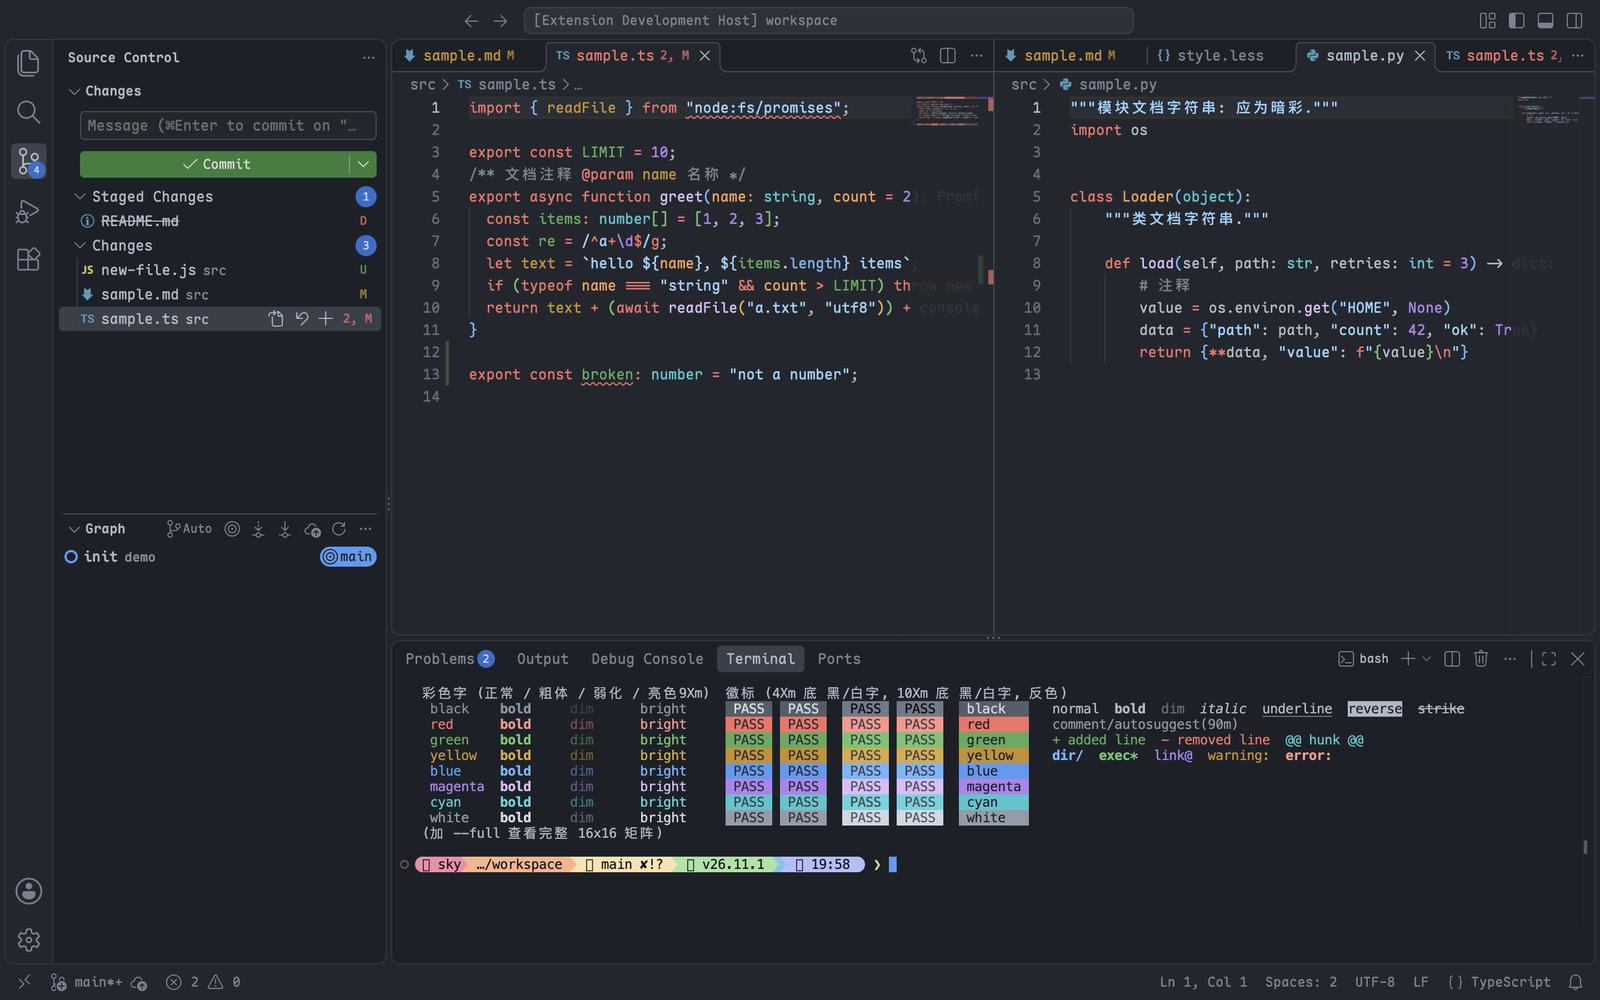 [Extension Development Host] workspace
Source Control
Changes
Message (⌘Enter to commit on "…
Commit
Staged Changes 1
README.md D
Changes 3
JS new-file.js src U
sample.md src M
TS sample.ts src 2, M
Graph Auto
init demo main
4
sample.md M TS sample.ts 2, M
src > TS sample.ts > …
1 import { readFile } from "node:fs/promises";
2
3 export const LIMIT = 10;
4 /** 文档注释 @param name 名称 */
5 export async function greet(name: string, count = 2): Promi
6 const items: number[] = [1, 2, 3];
7 const re = /^a+\d$/g;
8 let text = `hello ${name}, ${items.length} items`;
9 if (typeof name === "string" && count > LIMIT) throw new
10 return text + (await readFile("a.txt", "utf8")) + console
11 }
12
13 export const broken: number = "not a number";
14
sample.md M {} style.less sample.py TS sample.ts 2,
src > sample.py
1 """模块文档字符串: 应为暗彩."""
2 import os
3
4
5 class Loader(object):
6 """类文档字符串."""
7
8 def load(self, path: str, retries: int = 3) -> dict:
9 # 注释
10 value = os.environ.get("HOME", None)
11 data = {"path": path, "count": 42, "ok": True}
12 return {**data, "value": f"{value}\n"}
13
Problems 2 Output Debug Console Terminal Ports bash
彩色字 (正常 / 粗体 / 弱化 / 亮色9Xm) 徽标 (4Xm 底 黑/白字, 10Xm 底 黑/白字, 反色)
black bold dim bright PASS PASS PASS PASS black normal bold dim italic underline reverse strike
red bold dim bright PASS PASS PASS PASS red comment/autosuggest(90m)
green bold dim bright PASS PASS PASS PASS green + added line - removed line @@ hunk @@
yellow bold dim bright PASS PASS PASS PASS yellow dir/ exec* link@ warning: error:
blue bold dim bright PASS PASS PASS PASS blue
magenta bold dim bright PASS PASS PASS PASS magenta
cyan bold dim bright PASS PASS PASS PASS cyan
white bold dim bright PASS PASS PASS PASS white
(加 --full 查看完整 16x16 矩阵)
sky …/workspace main ✘!? v26.11.1 19:58 ❯
main*+ 2 0 Ln 1, Col 1 Spaces: 2 UTF-8 LF {} TypeScript